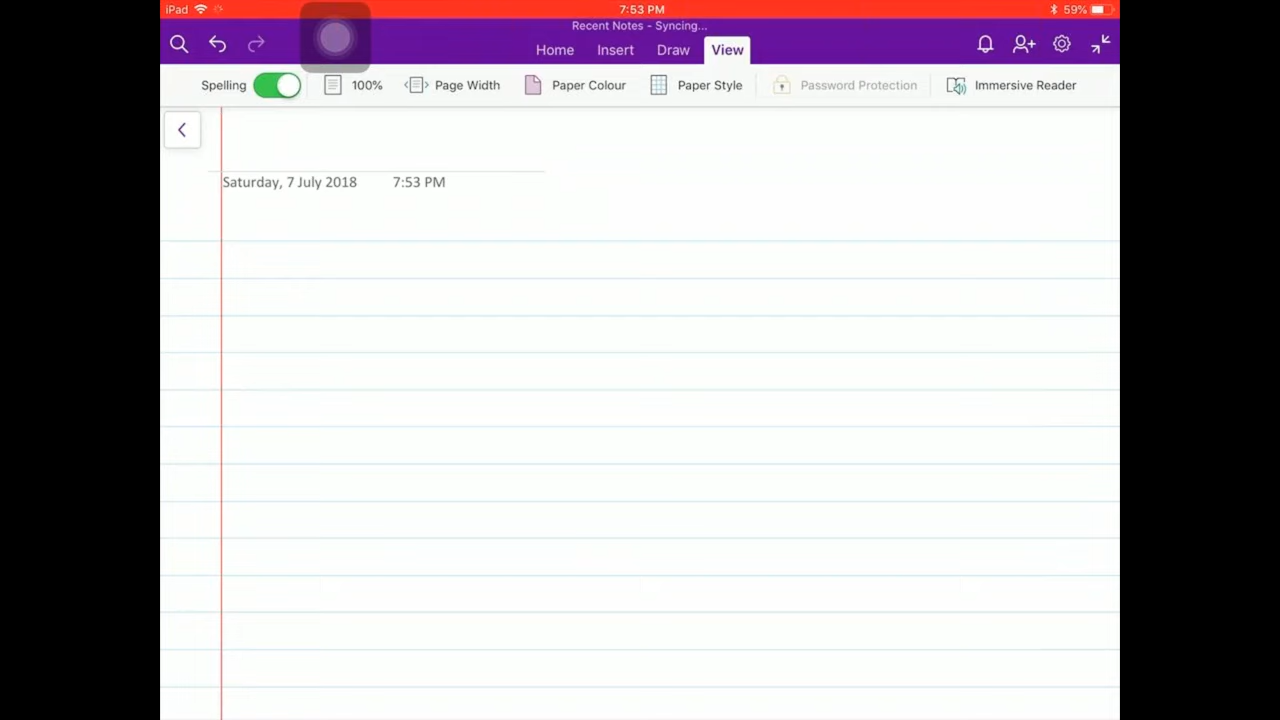 iPad 7:53 PM 59%
Recent Notes - Syncing...
Home Insert Draw View
Spelling 100% Page Width Paper Colour Paper Style Password Protection Immersive Reader
Saturday, 7 July 2018 7:53 PM